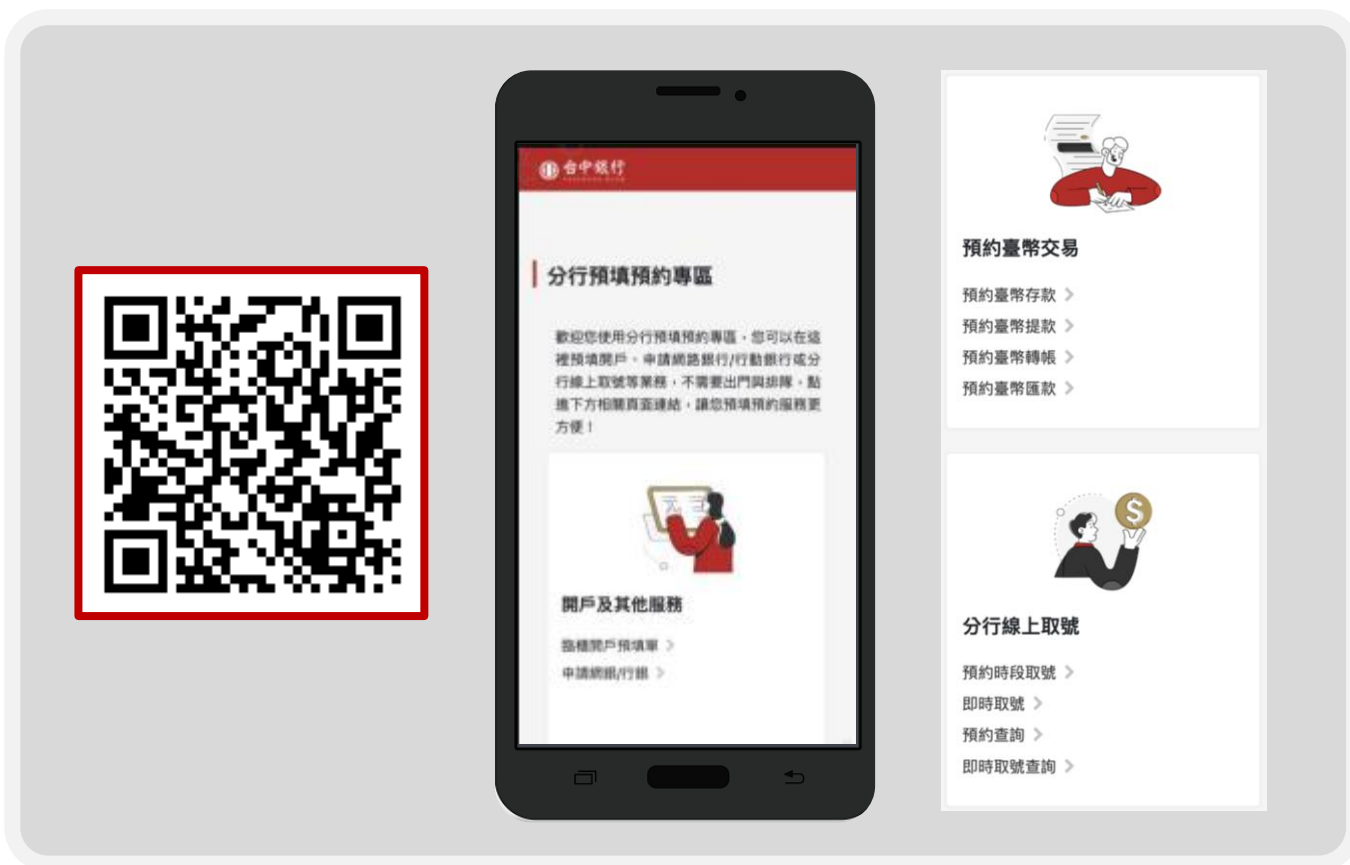 台中銀行
分行預填預約專區
歡迎您使用分行預填預約專區，您可以在這
裡預填開戶、申請網路銀行/行動銀行或分
行線上取號等業務，不需要出門與排隊，點
進下方相關頁面連結，讓您預填預約服務更
方便！
開戶及其他服務
臨櫃開戶預填單 >
申請網銀/行銀 >
預約臺幣交易
預約臺幣存款 >
預約臺幣提款 >
預約臺幣轉帳 >
預約臺幣匯款 >
$
分行線上取號
預約時段取號 >
即時取號 >
預約查詢 >
即時取號查詢 >